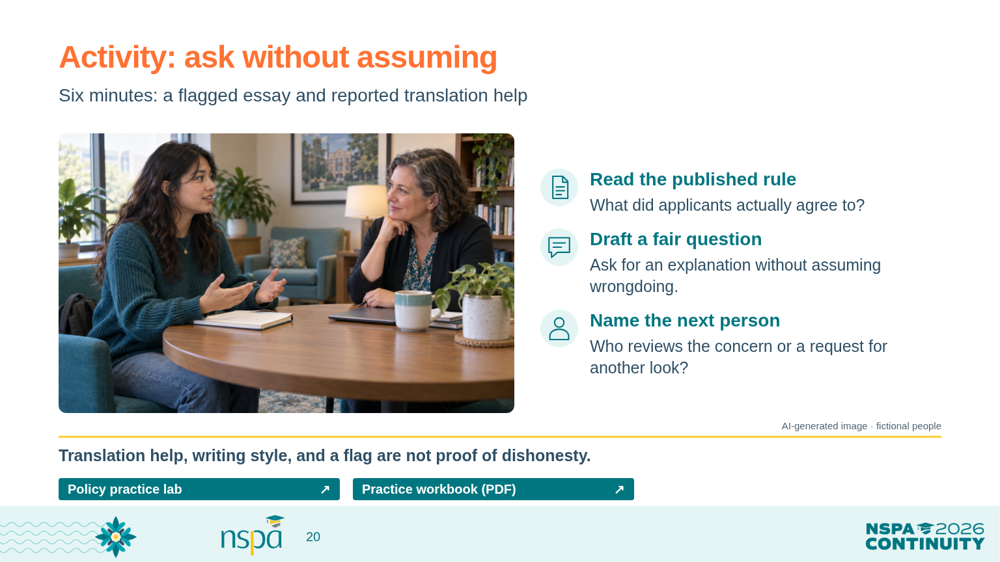 Activity: ask without assuming
Six minutes: a flagged essay and reported translation help
Read the published rule
What did applicants actually agree to?
Draft a fair question
Ask for an explanation without assuming
wrongdoing.
Name the next person
Who reviews the concern or a request for
another look?
AI-generated image · fictional people
Translation help, writing style, and a flag are not proof of dishonesty.
Policy practice lab ↗
Practice workbook (PDF) ↗
nspa
20
NSPA 2026
CONTINUITY